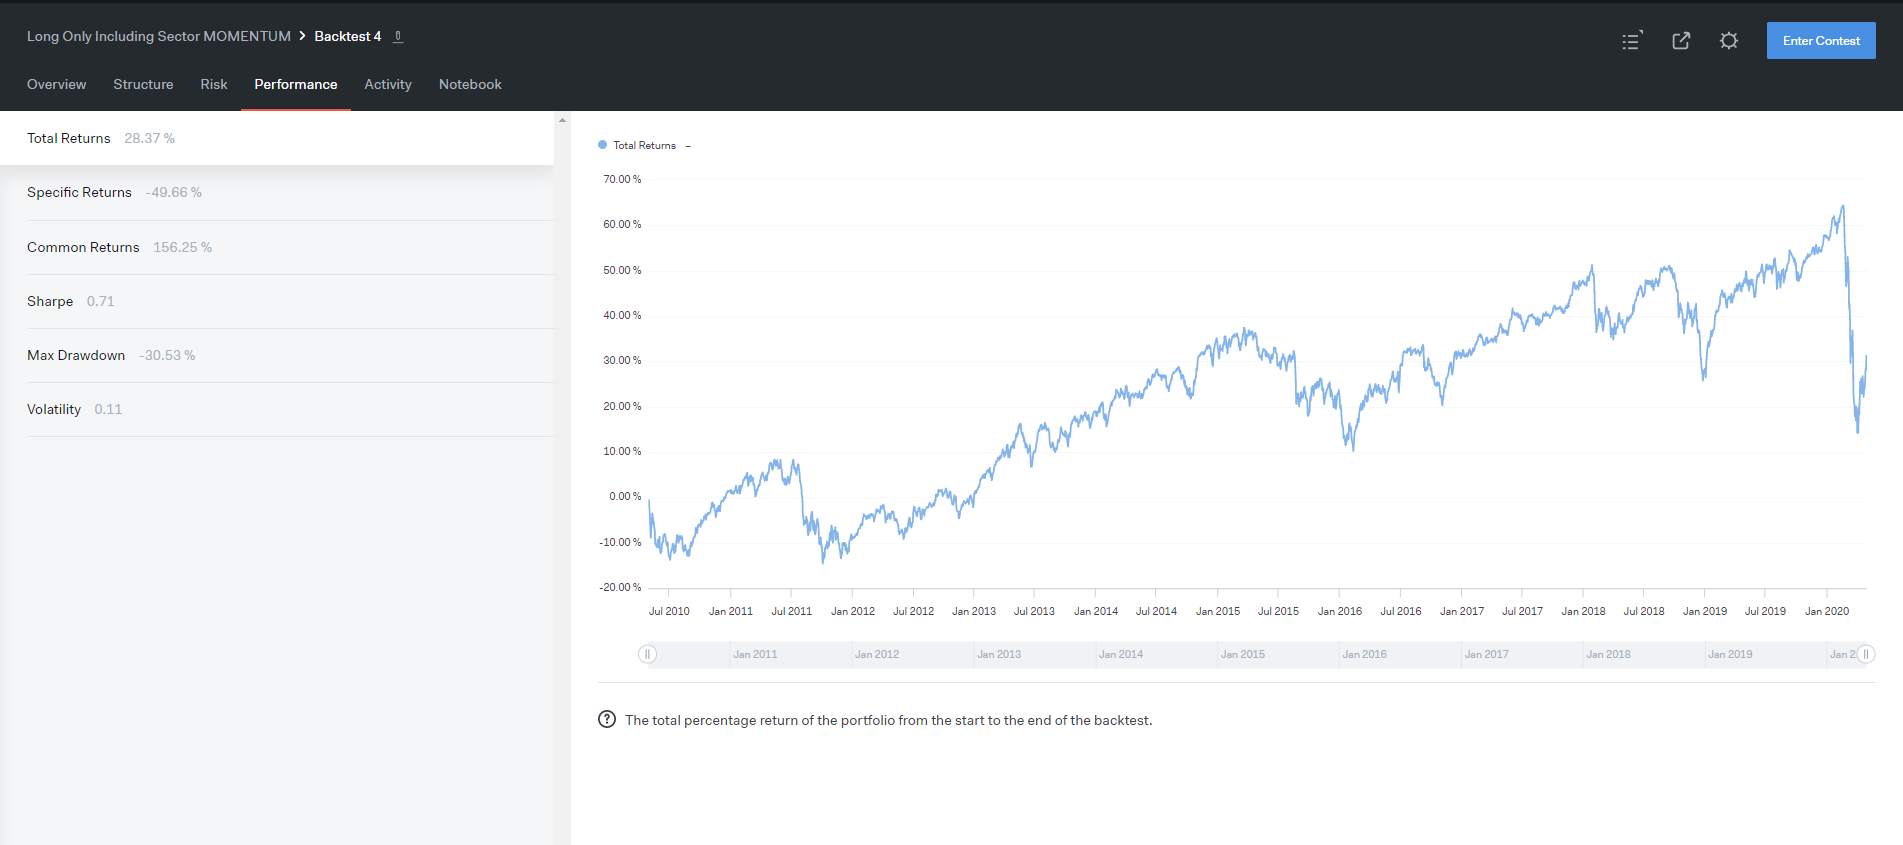 Long Only Including Sector MOMENTUM > Backtest 4
Enter Contest
Overview Structure Risk Performance Activity Notebook
Total Returns 28.37 %
Specific Returns -49.66 %
Common Returns 156.25 %
Sharpe 0.71
Max Drawdown -30.53 %
Volatility 0.11
Total Returns –
70.00 %
60.00 %
50.00 %
40.00 %
30.00 %
20.00 %
10.00 %
0.00 %
-10.00 %
-20.00 %
Jul 2010 Jan 2011 Jul 2011 Jan 2012 Jul 2012 Jan 2013 Jul 2013 Jan 2014 Jul 2014 Jan 2015 Jul 2015 Jan 2016 Jul 2016 Jan 2017 Jul 2017 Jan 2018 Jul 2018 Jan 2019 Jul 2019 Jan 2020
Jan 2011 Jan 2012 Jan 2013 Jan 2014 Jan 2015 Jan 2016 Jan 2017 Jan 2018 Jan 2019 Jan 2...
? The total percentage return of the portfolio from the start to the end of the backtest.